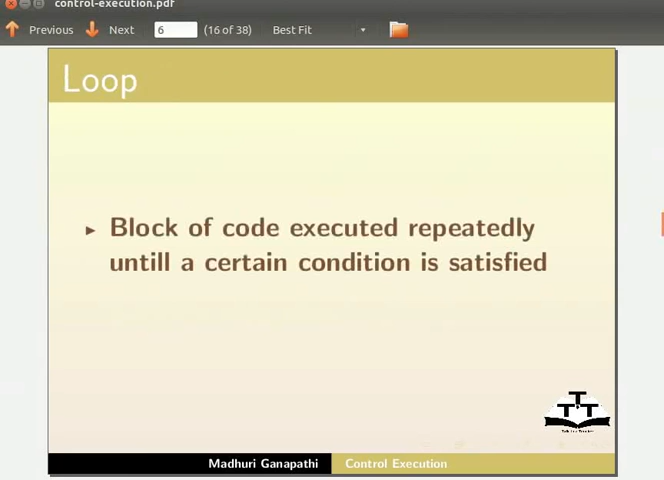 control-execution.pdf
Previous Next 6 (16 of 38) Best Fit
Loop
Block of code executed repeatedly
untill a certain condition is satisfied
T T T
Madhuri Ganapathi Control Execution